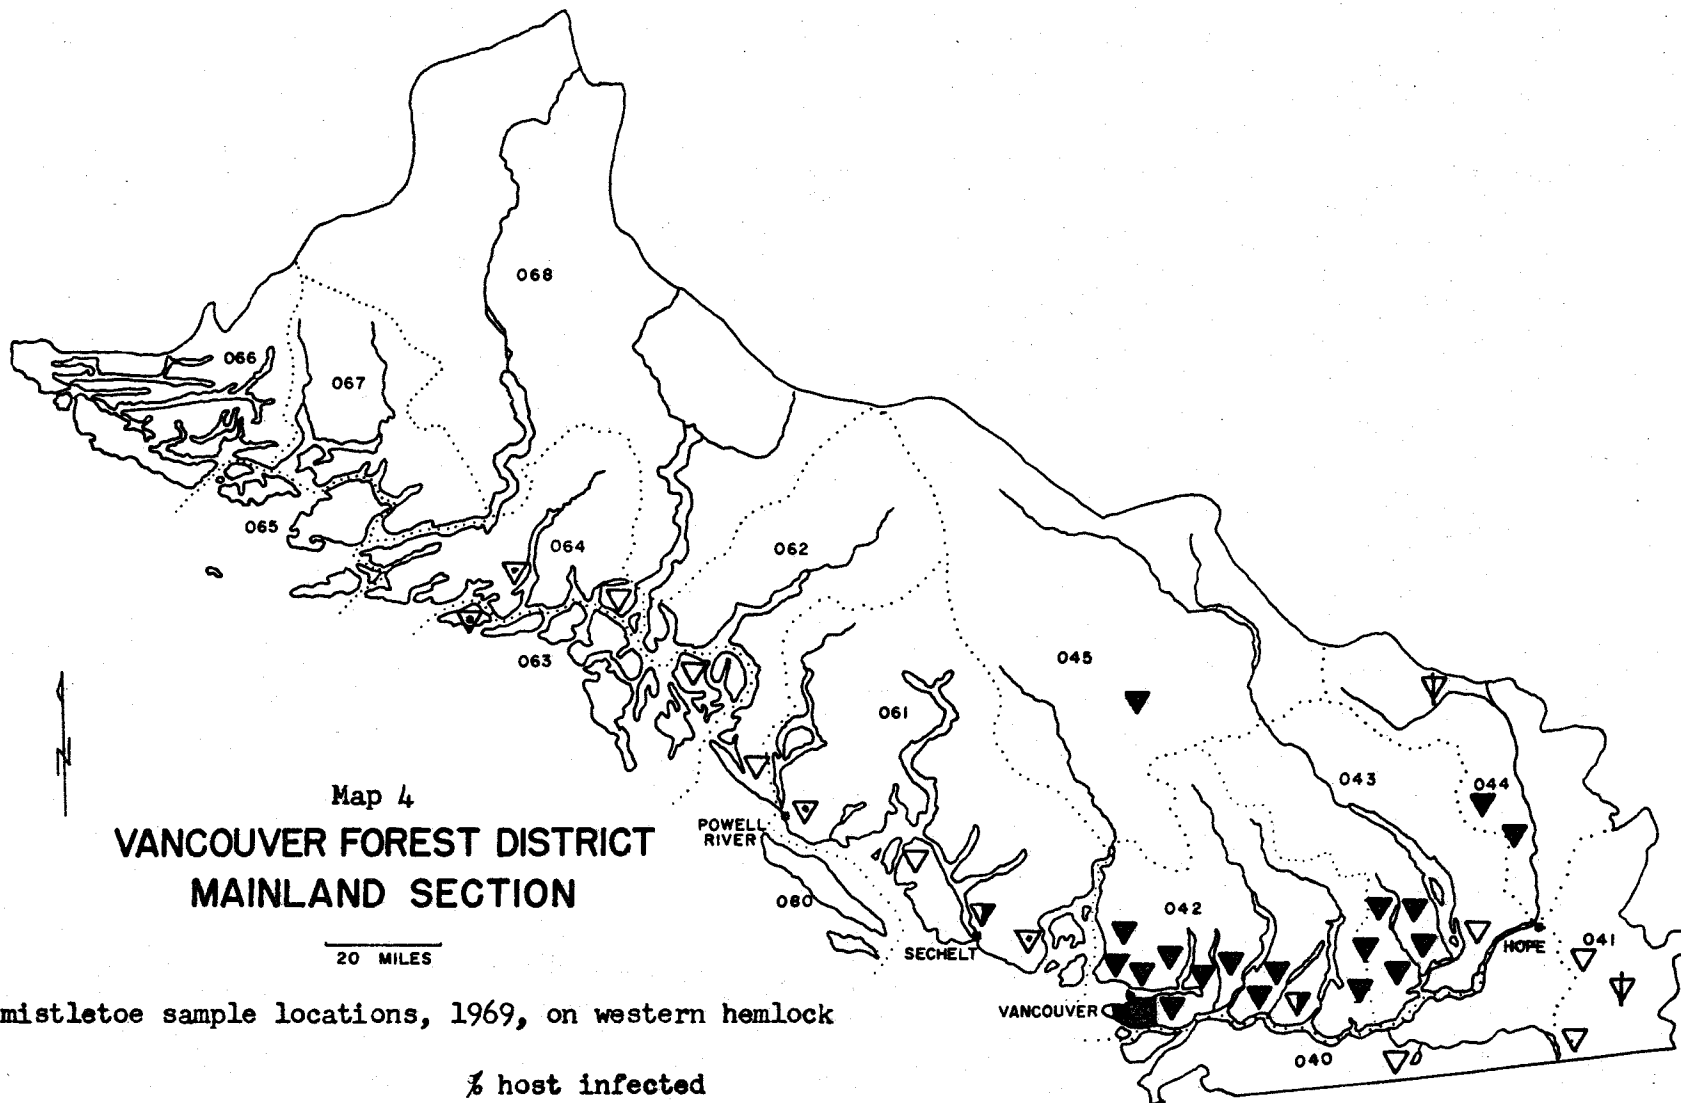 068
066
067
065
064
062
063
045
061
043
044
Map 4
VANCOUVER FOREST DISTRICT
MAINLAND SECTION
20 MILES
POWELL
RIVER
080
042
SECHELT
HOPE
041
VANCOUVER
040
mistletoe sample locations, 1969, on western hemlock
% host infected